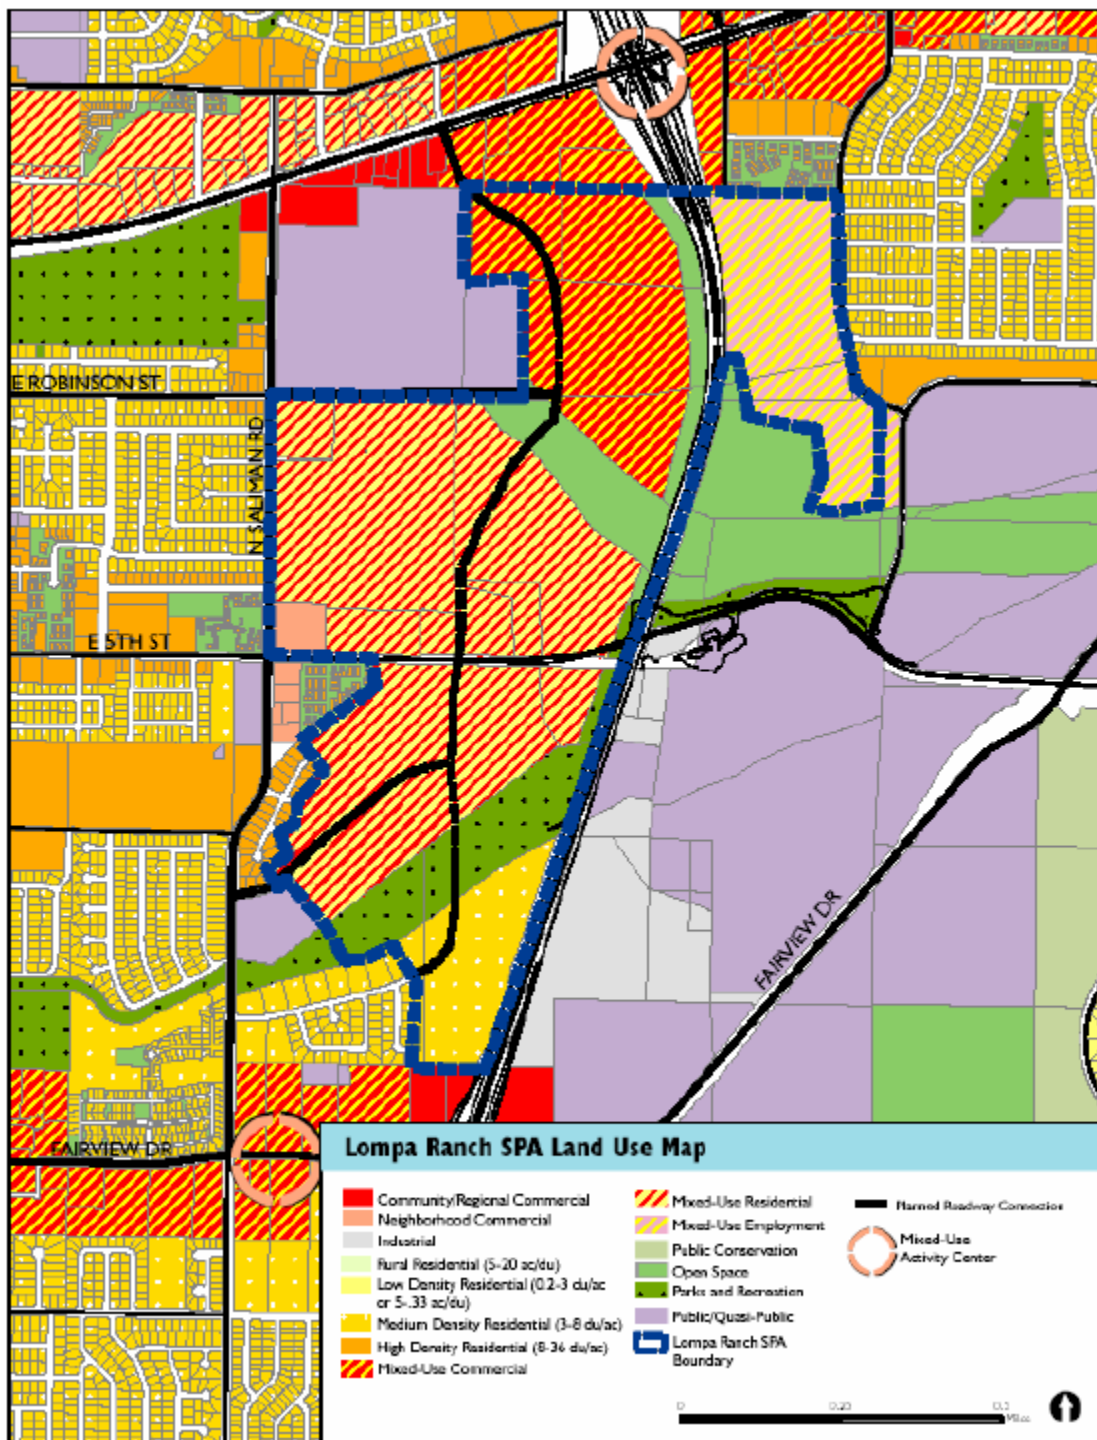 E ROBINSON ST
N SALIMAN RD
E 5TH ST
FAIRVIEW DR
FAIRVIEW DR
Lompa Ranch SPA Land Use Map
Community/Regional Commercial
Neighborhood Commercial
Industrial
Rural Residential (5-20 ac/du)
Low Density Residential (0.2-3 du/ac
or 5-.33 ac/du)
Medium Density Residential (3-8 du/ac)
High Density Residential (8-36 du/ac)
Mixed-Use Commercial
Mixed-Use Residential
Mixed-Use Employment
Public Conservation
Open Space
Parks and Recreation
Public/Quasi-Public
Lompa Ranch SPA
Boundary
Planned Roadway Connection
Mixed-Use
Activity Center
0
Miles